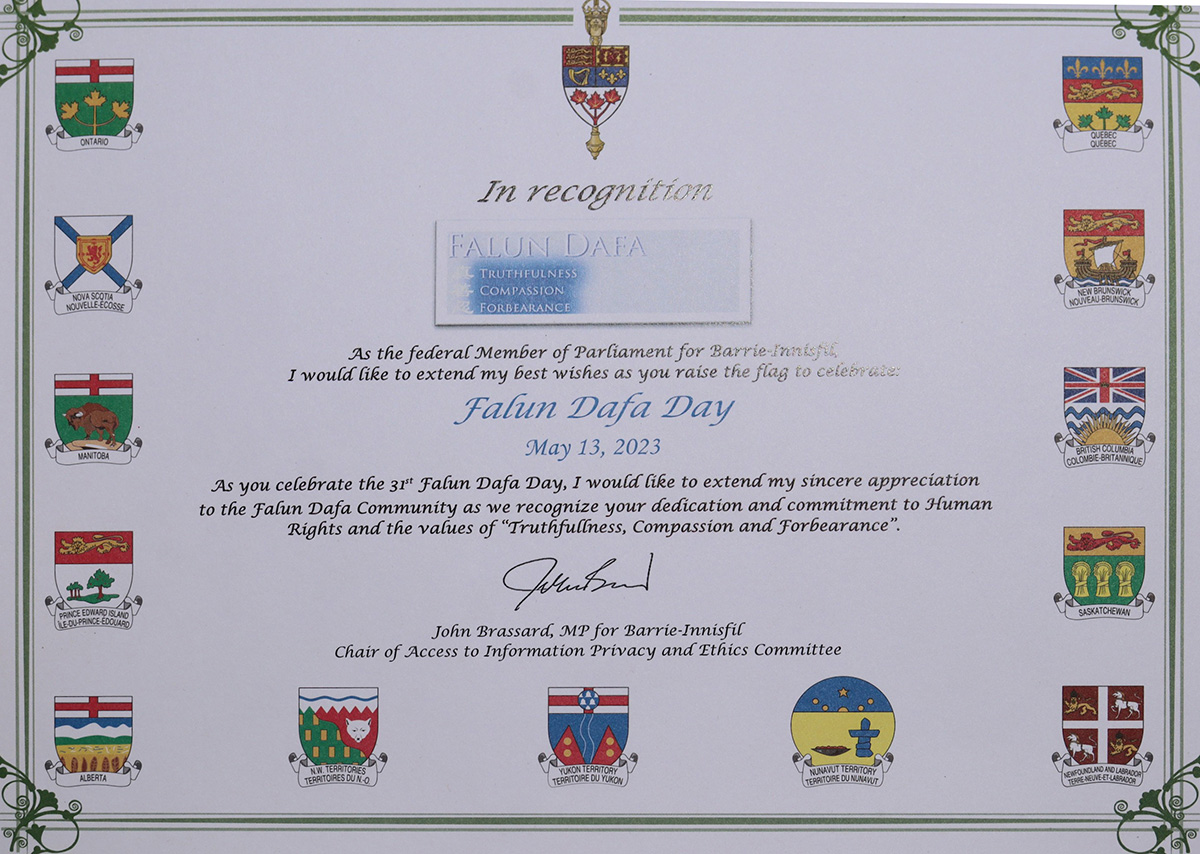 In recognition
FALUN DAFA
TRUTHFULNESS
COMPASSION
FORBEARANCE
As the federal Member of Parliament for Barrie-Innisfil,
I would like to extend my best wishes as you raise the flag to celebrate:
Falun Dafa Day
May 13, 2023
As you celebrate the 31st Falun Dafa Day, I would like to extend my sincere appreciation
to the Falun Dafa Community as we recognize your dedication and commitment to Human
Rights and the values of “Truthfullness, Compassion and Forbearance”.
John Brassard, MP for Barrie-Innisfil
Chair of Access to Information Privacy and Ethics Committee
ONTARIO
NOVA SCOTIA
NOUVELLE-ÉCOSSE
MANITOBA
PRINCE EDWARD ISLAND
ÎLE-DU-PRINCE-ÉDOUARD
ALBERTA
N.W. TERRITORIES
TERRITOIRES DU N.-O.
YUKON TERRITORY
TERRITOIRE DU YUKON
NUNAVUT TERRITORY
TERRITOIRE DU NUNAVUT
QUEBEC
QUÉBEC
NEW BRUNSWICK
NOUVEAU-BRUNSWICK
BRITISH COLUMBIA
COLOMBIE-BRITANNIQUE
SASKATCHEWAN
NEWFOUNDLAND AND LABRADOR
TERRE-NEUVE-ET-LABRADOR